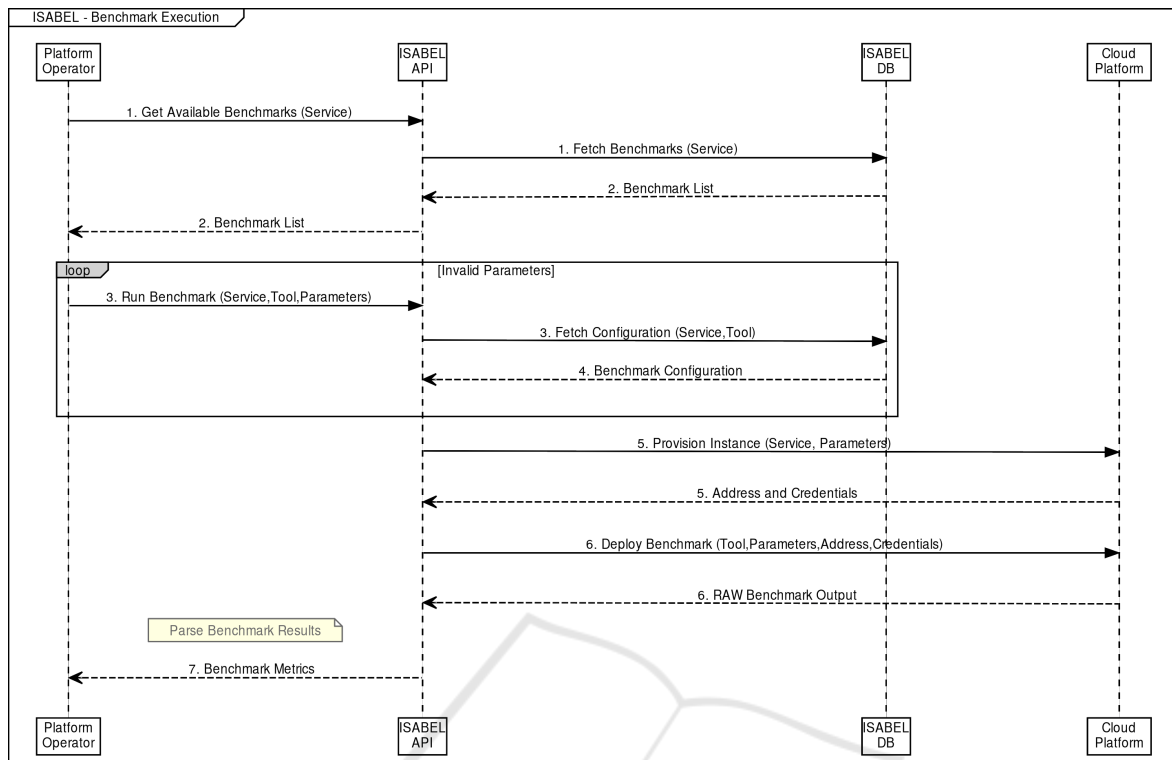 ISABEL - Benchmark Execution
Platform
Operator
ISABEL
API
ISABEL
DB
Cloud
Platform
1. Get Available Benchmarks (Service)
1. Fetch Benchmarks (Service)
2. Benchmark List
2. Benchmark List
loop
[Invalid Parameters]
3. Run Benchmark (Service,Tool,Parameters)
3. Fetch Configuration (Service,Tool)
4. Benchmark Configuration
5. Provision Instance (Service, Parameters)
5. Address and Credentials
6. Deploy Benchmark (Tool,Parameters,Address,Credentials)
6. RAW Benchmark Output
Parse Benchmark Results
7. Benchmark Metrics
Platform
Operator
ISABEL
API
ISABEL
DB
Cloud
Platform